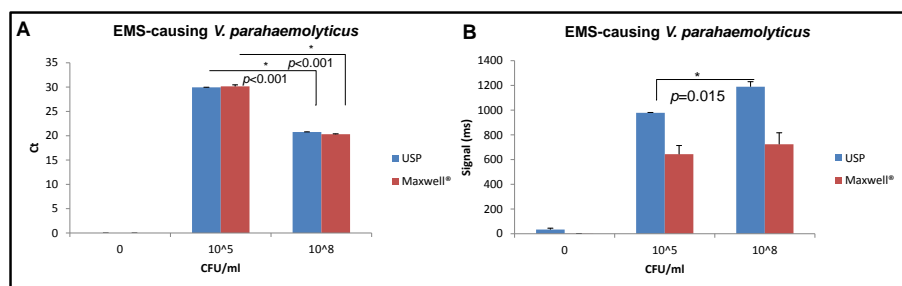 A
EMS-causing V. parahaemolyticus
*
* p<0.001
p<0.001
35
30
25
20
15
10
5
0
Ct
0 10^5 10^8
CFU/ml
USP
Maxwell®
B
EMS-causing V. parahaemolyticus
*
p=0.015
1400
1200
1000
800
600
400
200
0
Signal (ms)
0 10^5 10^8
CFU/ml
USP
Maxwell®